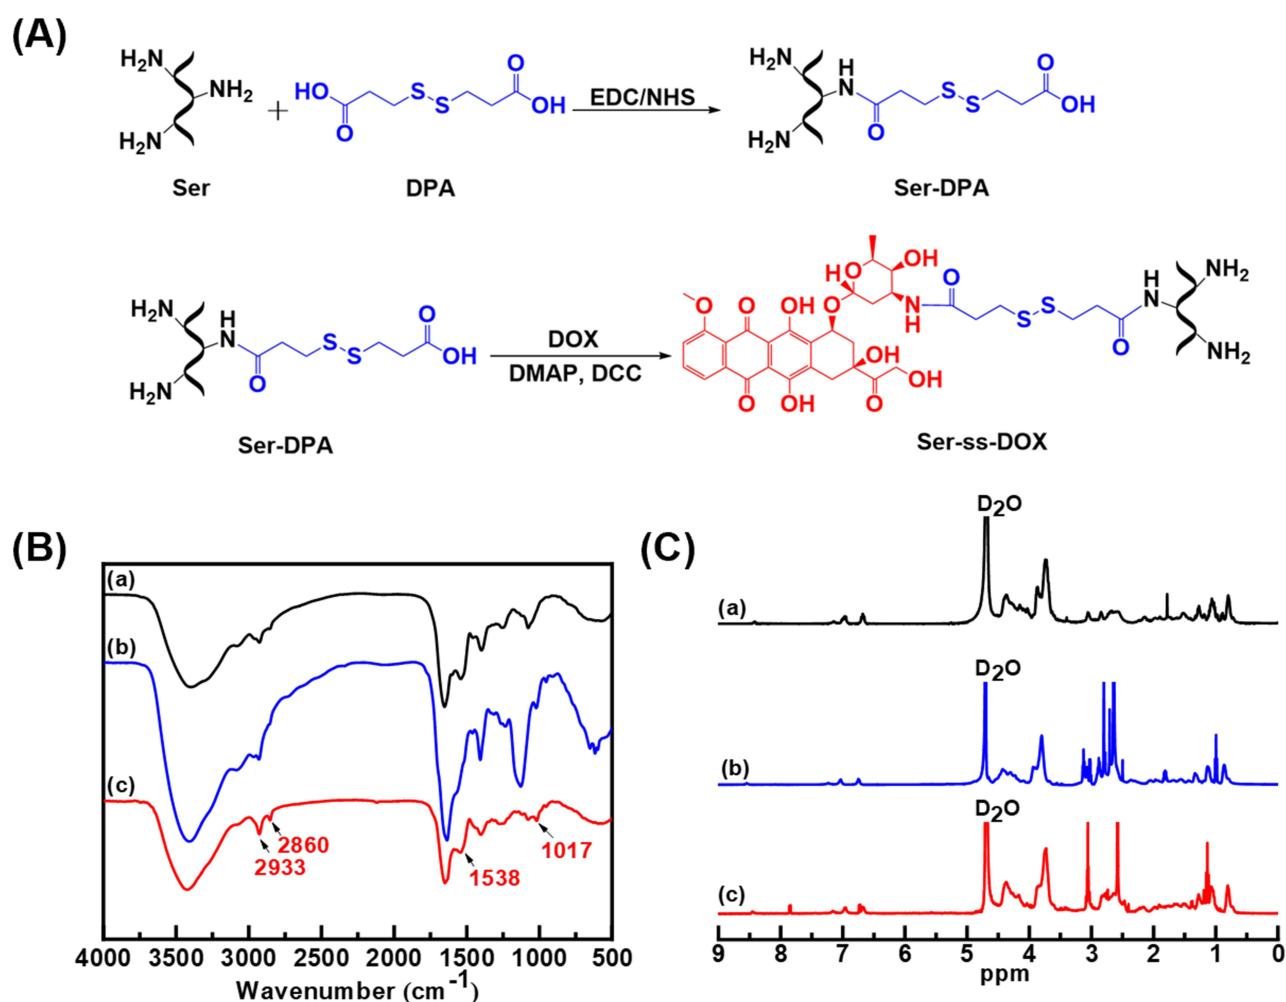 (A)
H₂N
NH₂
H₂N
Ser
+
HO
O
S
S
O
OH
DPA
EDC/NHS
H₂N
H
N
H₂N
O
S
S
O
OH
Ser-DPA
H₂N
H
N
H₂N
O
S
S
O
OH
Ser-DPA
DOX
DMAP, DCC
O
O
OH
O
H
O
OH
N
H
O
OH
O
OH
O
OH
O
S
S
O
H
N
NH₂
NH₂
Ser-ss-DOX
(B)
(a)
(b)
(c)
2860
2933
1538
1017
4000 3500 3000 2500 2000 1500 1000 500
Wavenumber (cm⁻¹)
(C)
D₂O
(a)
D₂O
(b)
D₂O
(c)
9 8 7 6 5 4 3 2 1 0
ppm